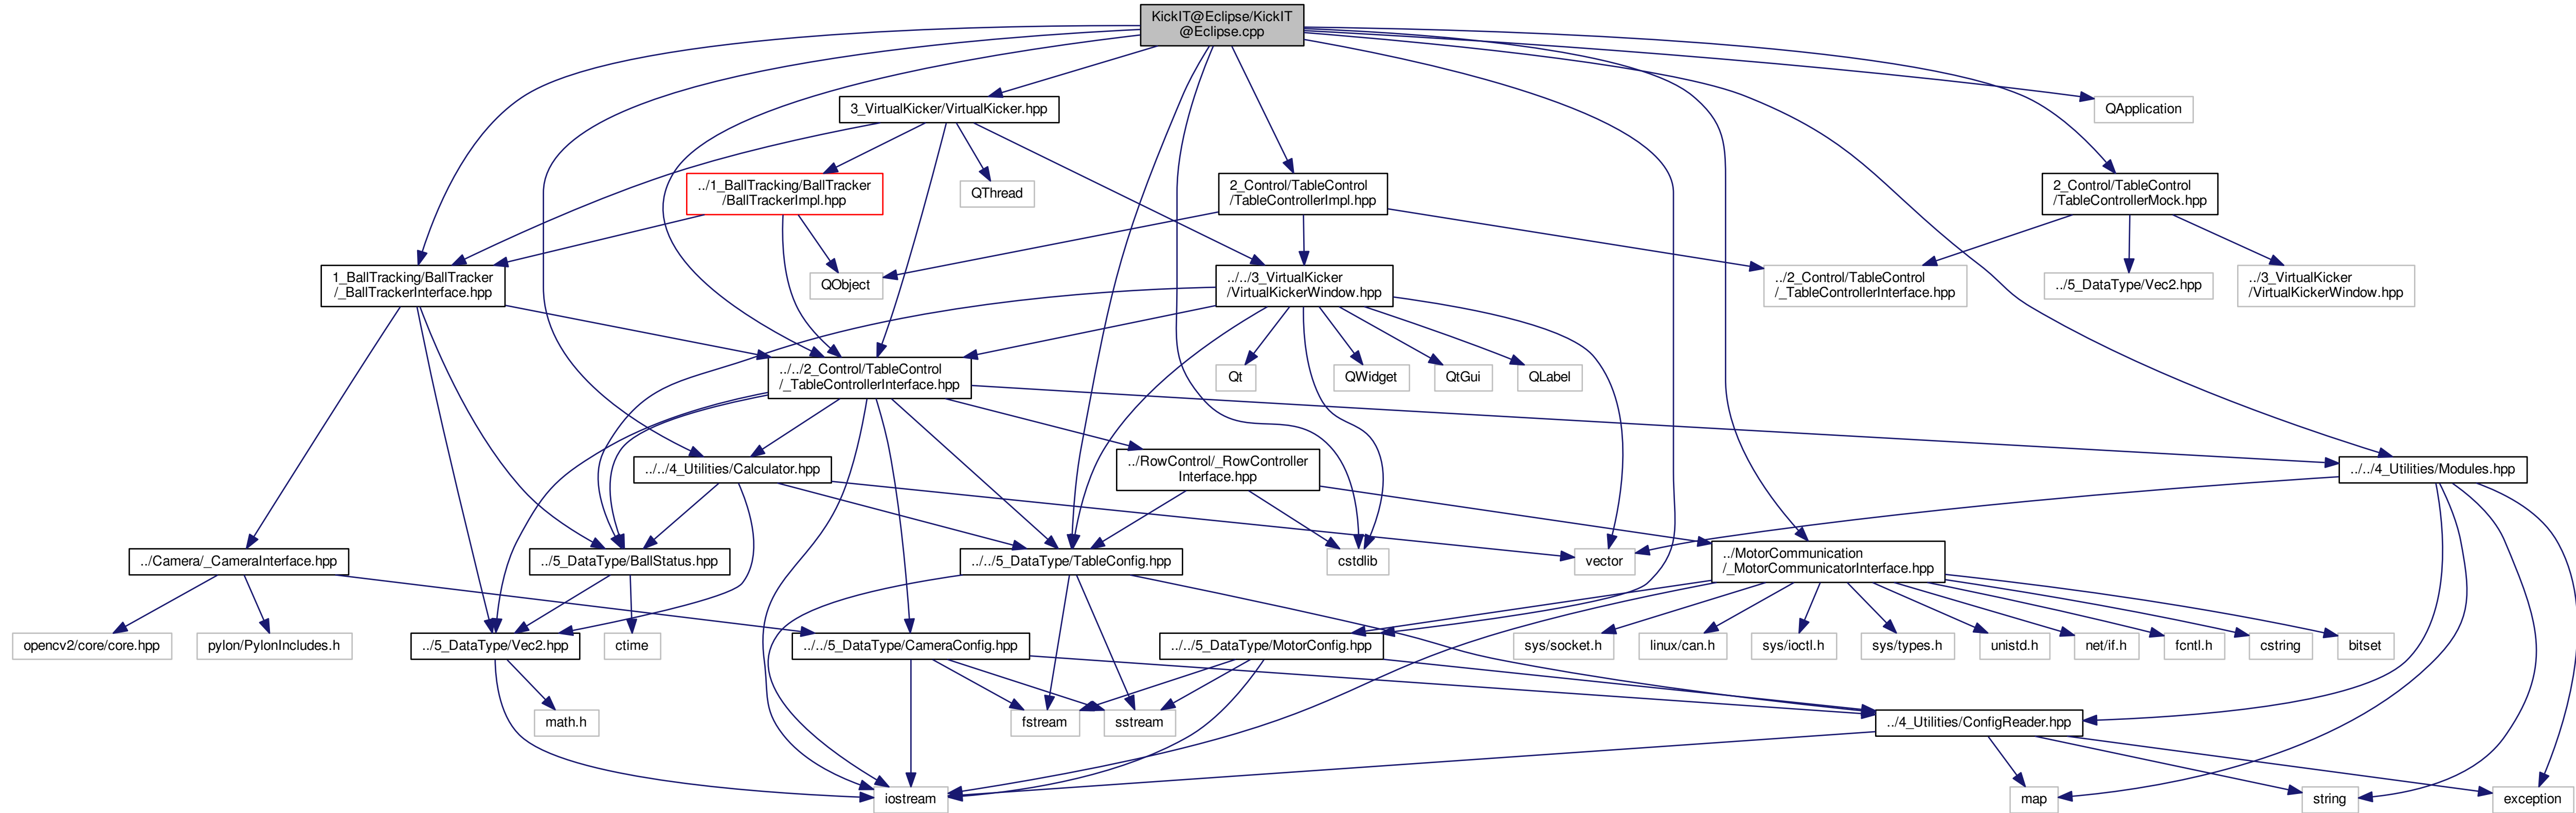 KickIT@Eclipse/KickIT
@Eclipse.cpp
3_VirtualKicker/VirtualKicker.hpp
QApplication
../1_BallTracking/BallTracker
/BallTrackerImpl.hpp
QThread
2_Control/TableControl
/TableControllerImpl.hpp
2_Control/TableControl
/TableControllerMock.hpp
1_BallTracking/BallTracker
/_BallTrackerInterface.hpp
QObject
../../3_VirtualKicker
/VirtualKickerWindow.hpp
../2_Control/TableControl
/_TableControllerInterface.hpp
../5_DataType/Vec2.hpp
../3_VirtualKicker
/VirtualKickerWindow.hpp
../../2_Control/TableControl
/_TableControllerInterface.hpp
Qt
QWidget
QtGui
QLabel
../../4_Utilities/Calculator.hpp
../RowControl/_RowController
Interface.hpp
../../4_Utilities/Modules.hpp
../Camera/_CameraInterface.hpp
../5_DataType/BallStatus.hpp
../../5_DataType/TableConfig.hpp
cstdlib
vector
../MotorCommunication
/_MotorCommunicatorInterface.hpp
opencv2/core/core.hpp
pylon/PylonIncludes.h
../5_DataType/Vec2.hpp
ctime
../../5_DataType/CameraConfig.hpp
../../5_DataType/MotorConfig.hpp
sys/socket.h
linux/can.h
sys/ioctl.h
sys/types.h
unistd.h
net/if.h
fcntl.h
cstring
bitset
math.h
fstream
sstream
../4_Utilities/ConfigReader.hpp
iostream
map
string
exception